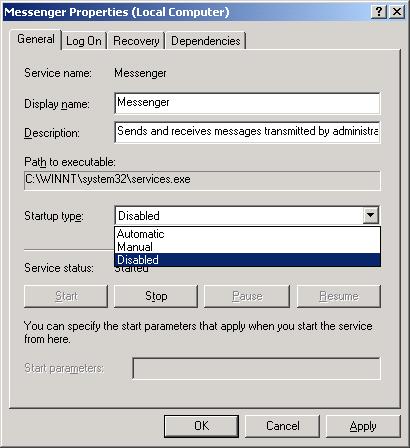 Messenger Properties (Local Computer)
General Log On Recovery Dependencies
Service name: Messenger
Display name: Messenger
Description: Sends and receives messages transmitted by administra
Path to executable:
C:\WINNT\system32\services.exe
Startup type: Disabled
Automatic
Manual
Disabled
Service status: Started
Start Stop Pause Resume
You can specify the start parameters that apply when you start the service
from here.
Start parameters:
OK Cancel Apply